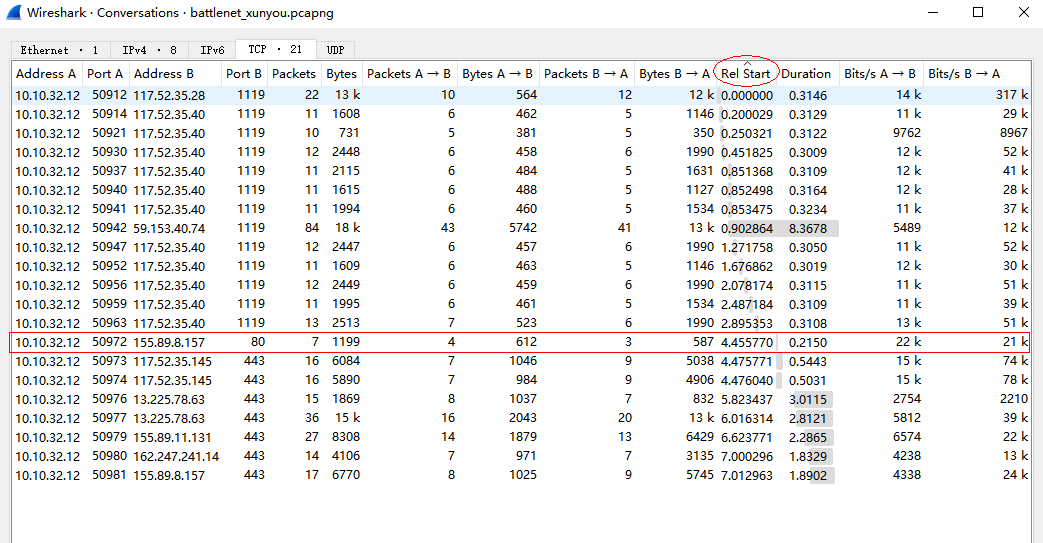 Wireshark · Conversations · battlenet_xunyou.pcapng
Ethernet · 1 IPv4 · 8 IPv6 TCP · 21 UDP
Address A Port A Address B Port B Packets Bytes Packets A → B Bytes A → B Packets B → A Bytes B → A Rel Start Duration Bits/s A → B Bits/s B → A
10.10.32.12 50912 117.52.35.28 1119 22 13 k 10 564 12 12 k 0.000000 0.3146 14 k 317 k
10.10.32.12 50914 117.52.35.40 1119 11 1608 6 462 5 1146 0.200029 0.3129 11 k 29 k
10.10.32.12 50921 117.52.35.40 1119 10 731 5 381 5 350 0.250321 0.3122 9762 8967
10.10.32.12 50930 117.52.35.40 1119 12 2448 6 458 6 1990 0.451825 0.3009 12 k 52 k
10.10.32.12 50937 117.52.35.40 1119 11 2115 6 484 5 1631 0.851368 0.3109 12 k 41 k
10.10.32.12 50940 117.52.35.40 1119 11 1615 6 488 5 1127 0.852498 0.3164 12 k 28 k
10.10.32.12 50941 117.52.35.40 1119 11 1994 6 460 5 1534 0.853475 0.3234 11 k 37 k
10.10.32.12 50942 59.153.40.74 1119 84 18 k 43 5742 41 13 k 0.902864 8.3678 5489 12 k
10.10.32.12 50947 117.52.35.40 1119 12 2447 6 457 6 1990 1.271758 0.3050 11 k 52 k
10.10.32.12 50952 117.52.35.40 1119 11 1609 6 463 5 1146 1.676862 0.3019 12 k 30 k
10.10.32.12 50956 117.52.35.40 1119 12 2449 6 459 6 1990 2.078174 0.3115 11 k 51 k
10.10.32.12 50959 117.52.35.40 1119 11 1995 6 461 5 1534 2.487184 0.3109 11 k 39 k
10.10.32.12 50963 117.52.35.40 1119 13 2513 7 523 6 1990 2.895353 0.3108 13 k 51 k
10.10.32.12 50972 155.89.8.157 80 7 1199 4 612 3 587 4.455770 0.2150 22 k 21 k
10.10.32.12 50973 117.52.35.145 443 16 6084 7 1046 9 5038 4.475771 0.5443 15 k 74 k
10.10.32.12 50974 117.52.35.145 443 16 5890 7 984 9 4906 4.476040 0.5031 15 k 78 k
10.10.32.12 50976 13.225.78.63 443 15 1869 8 1037 7 832 5.823437 3.0115 2754 2210
10.10.32.12 50977 13.225.78.63 443 36 15 k 16 2043 20 13 k 6.016314 2.8121 5812 39 k
10.10.32.12 50979 155.89.11.131 443 27 8308 14 1879 13 6429 6.623771 2.2865 6574 22 k
10.10.32.12 50980 162.247.241.14 443 14 4106 7 971 7 3135 7.000296 1.8329 4238 13 k
10.10.32.12 50981 155.89.8.157 443 17 6770 8 1025 9 5745 7.012963 1.8902 4338 24 k